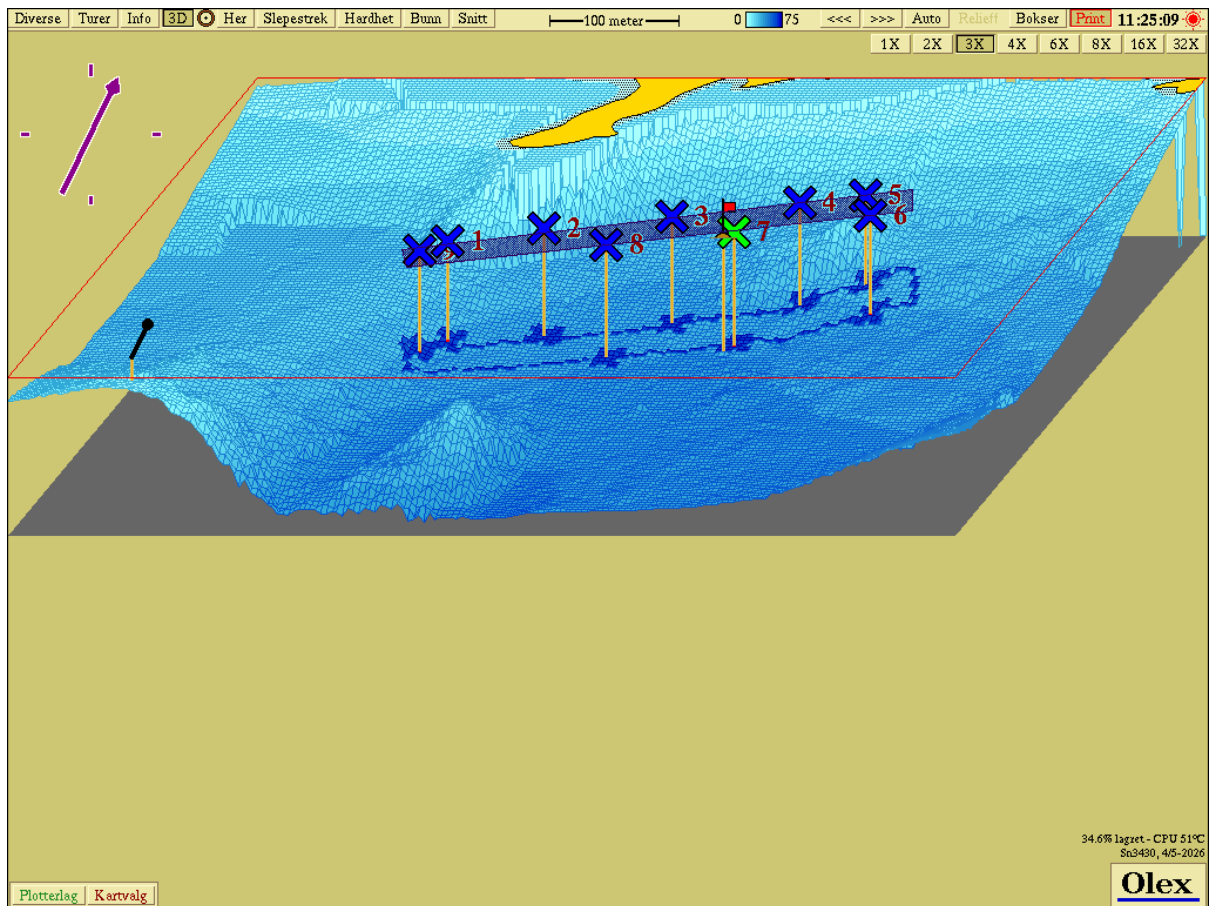 Diverse Turer Info 3D Her Slepestrek Hardhet Bunn Snitt 100 meter 0 75 <<< >>> Auto Relieff Bokser Print 11:25:09
1X 2X 3X 4X 6X 8X 16X 32X
5
4
6
3
7
2
8
1
9
34.6% lagret - CPU 51°C
Sn3430, 4/5-2026
Olex
Plotterlag Kartvalg